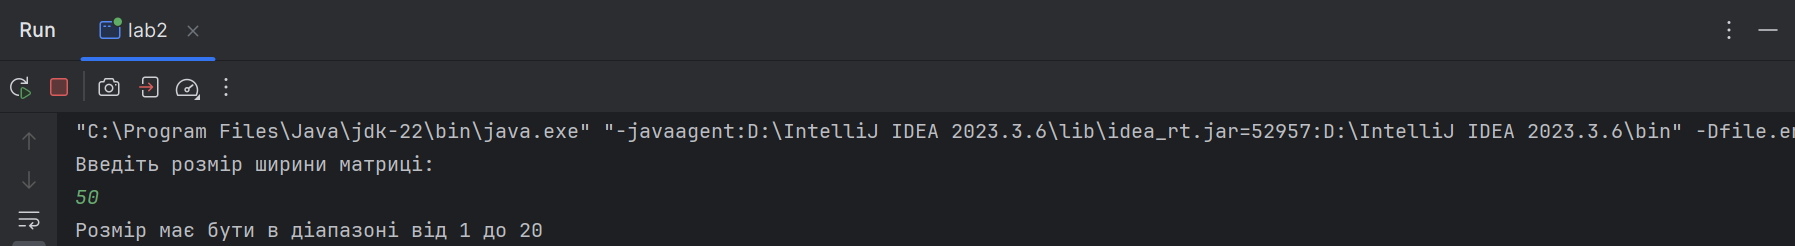 Run lab2
"C:\Program Files\Java\jdk-22\bin\java.exe" "-javaagent:D:\IntelliJ IDEA 2023.3.6\lib\idea_rt.jar=52957:D:\IntelliJ IDEA 2023.3.6\bin" -Dfile.en
Введіть розмір ширини матриці:
50
Розмір має бути в діапазоні від 1 до 20